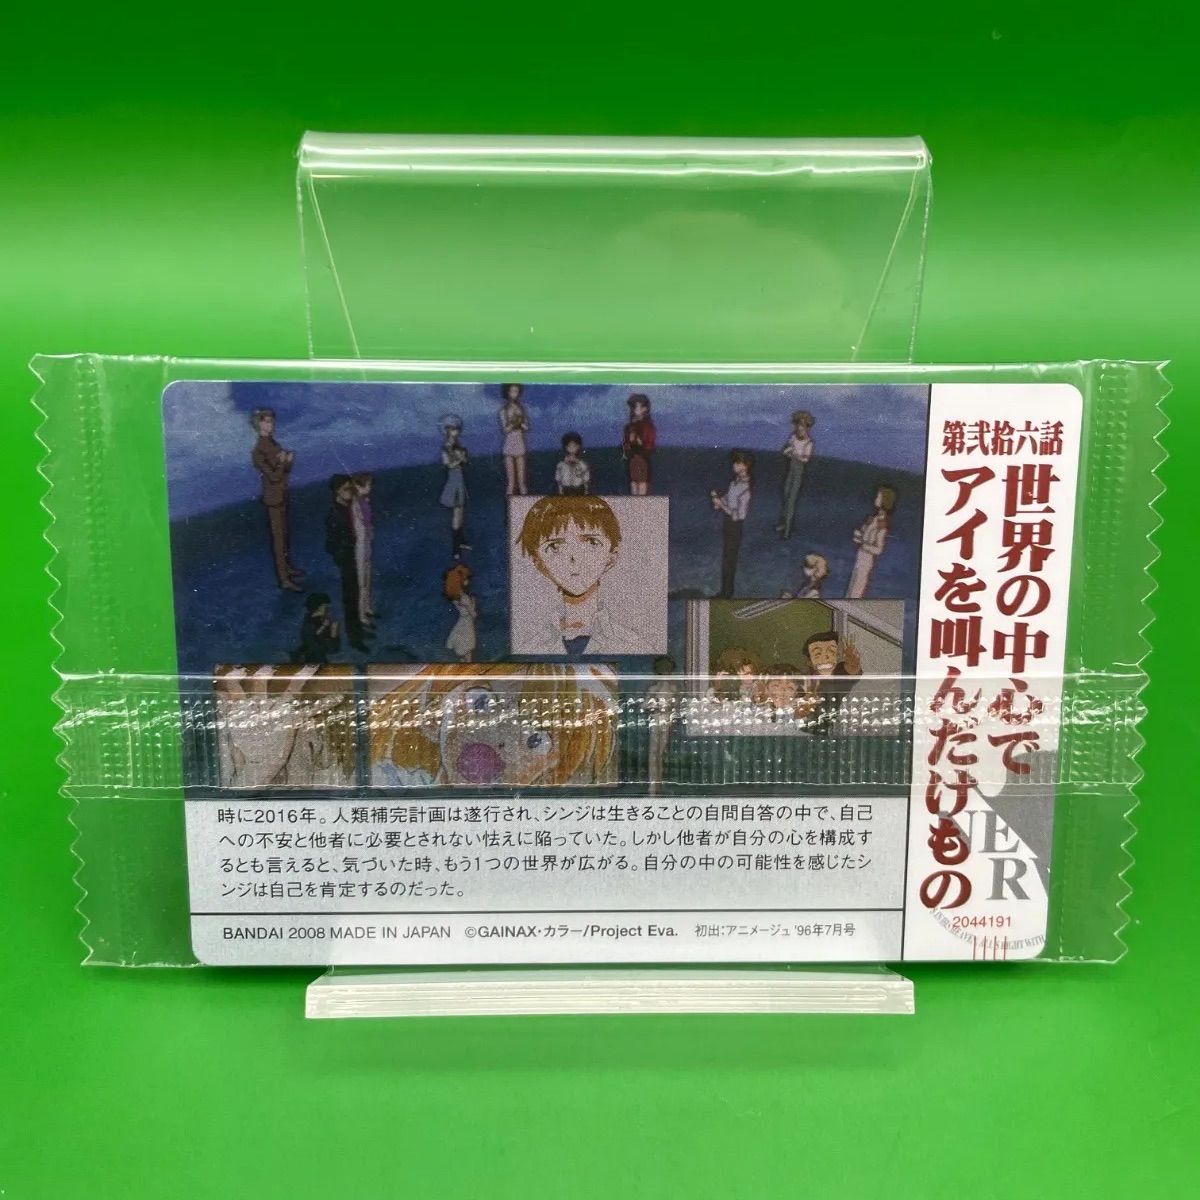 第弐拾六話
世界の中心で
アイを叫んだけもの
時に2016年。人類補完計画は遂行され、シンジは生きることの自問自答の中で、自己
への不安と他者に必要とされない怯えに陥っていた。しかし他者が自分の心を構成す
るとも言えると、気づいた時、もう1つの世界が広がる。自分の中の可能性を感じたシ
ンジは自己を肯定するのだった。
NER
2044191
BANDAI 2008 MADE IN JAPAN ©GAINAX・カラー/Project Eva. 初出:アニメージュ '96年7月号